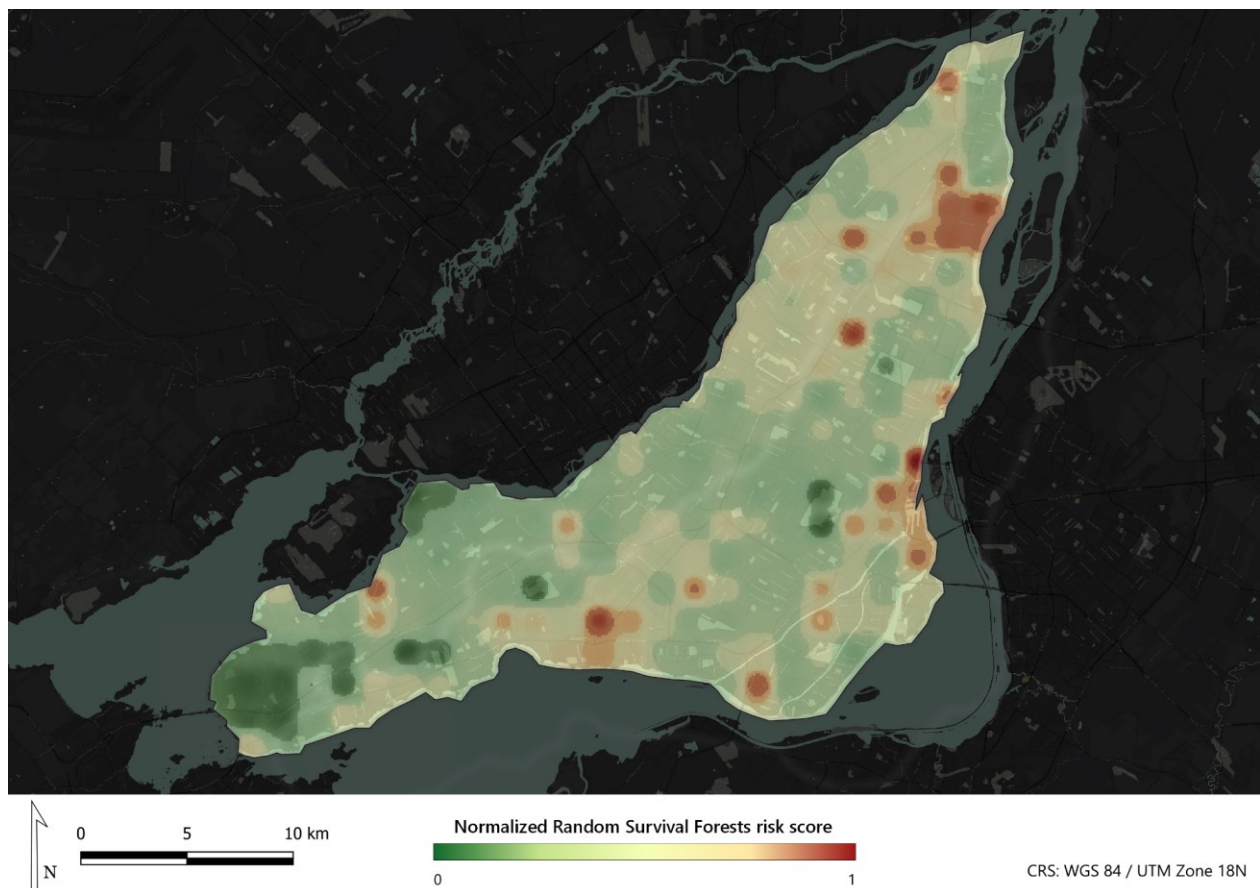 Normalized Random Survival Forests risk score
0 5 10 km
N
0 1
CRS: WGS 84 / UTM Zone 18N